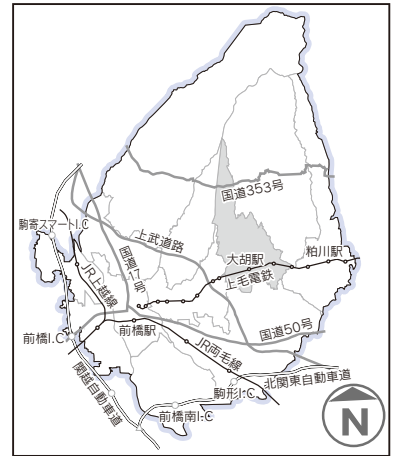 国道353号
駒寄スマートI.C
上武道路
国道17号
大胡駅
粕川駅
上毛電鉄
JR上越線
前橋I.C
前橋駅
国道50号
JR両毛線
関越自動車道
駒形I.C
北関東自動車道
前橋南I.C
N